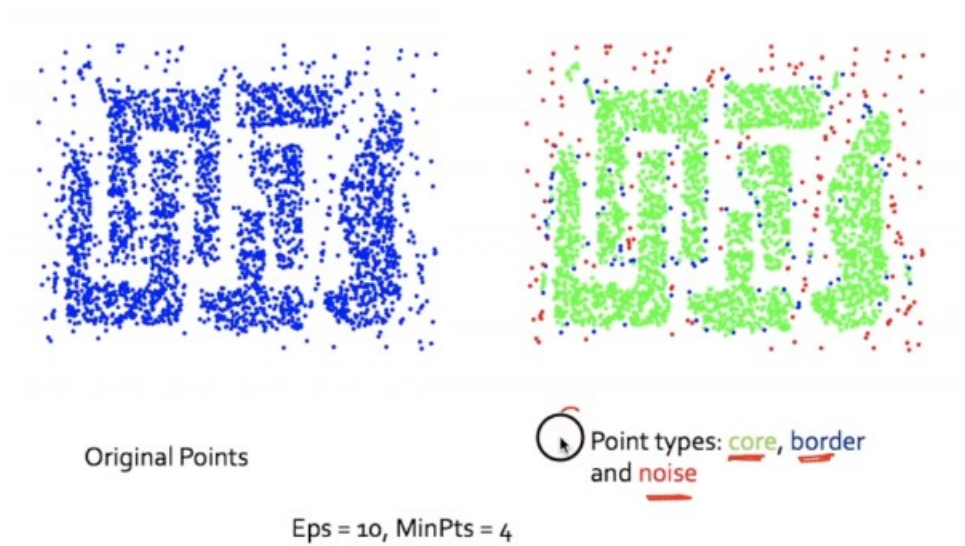 Original Points
Point types: core, border
and noise
Eps = 10, MinPts = 4